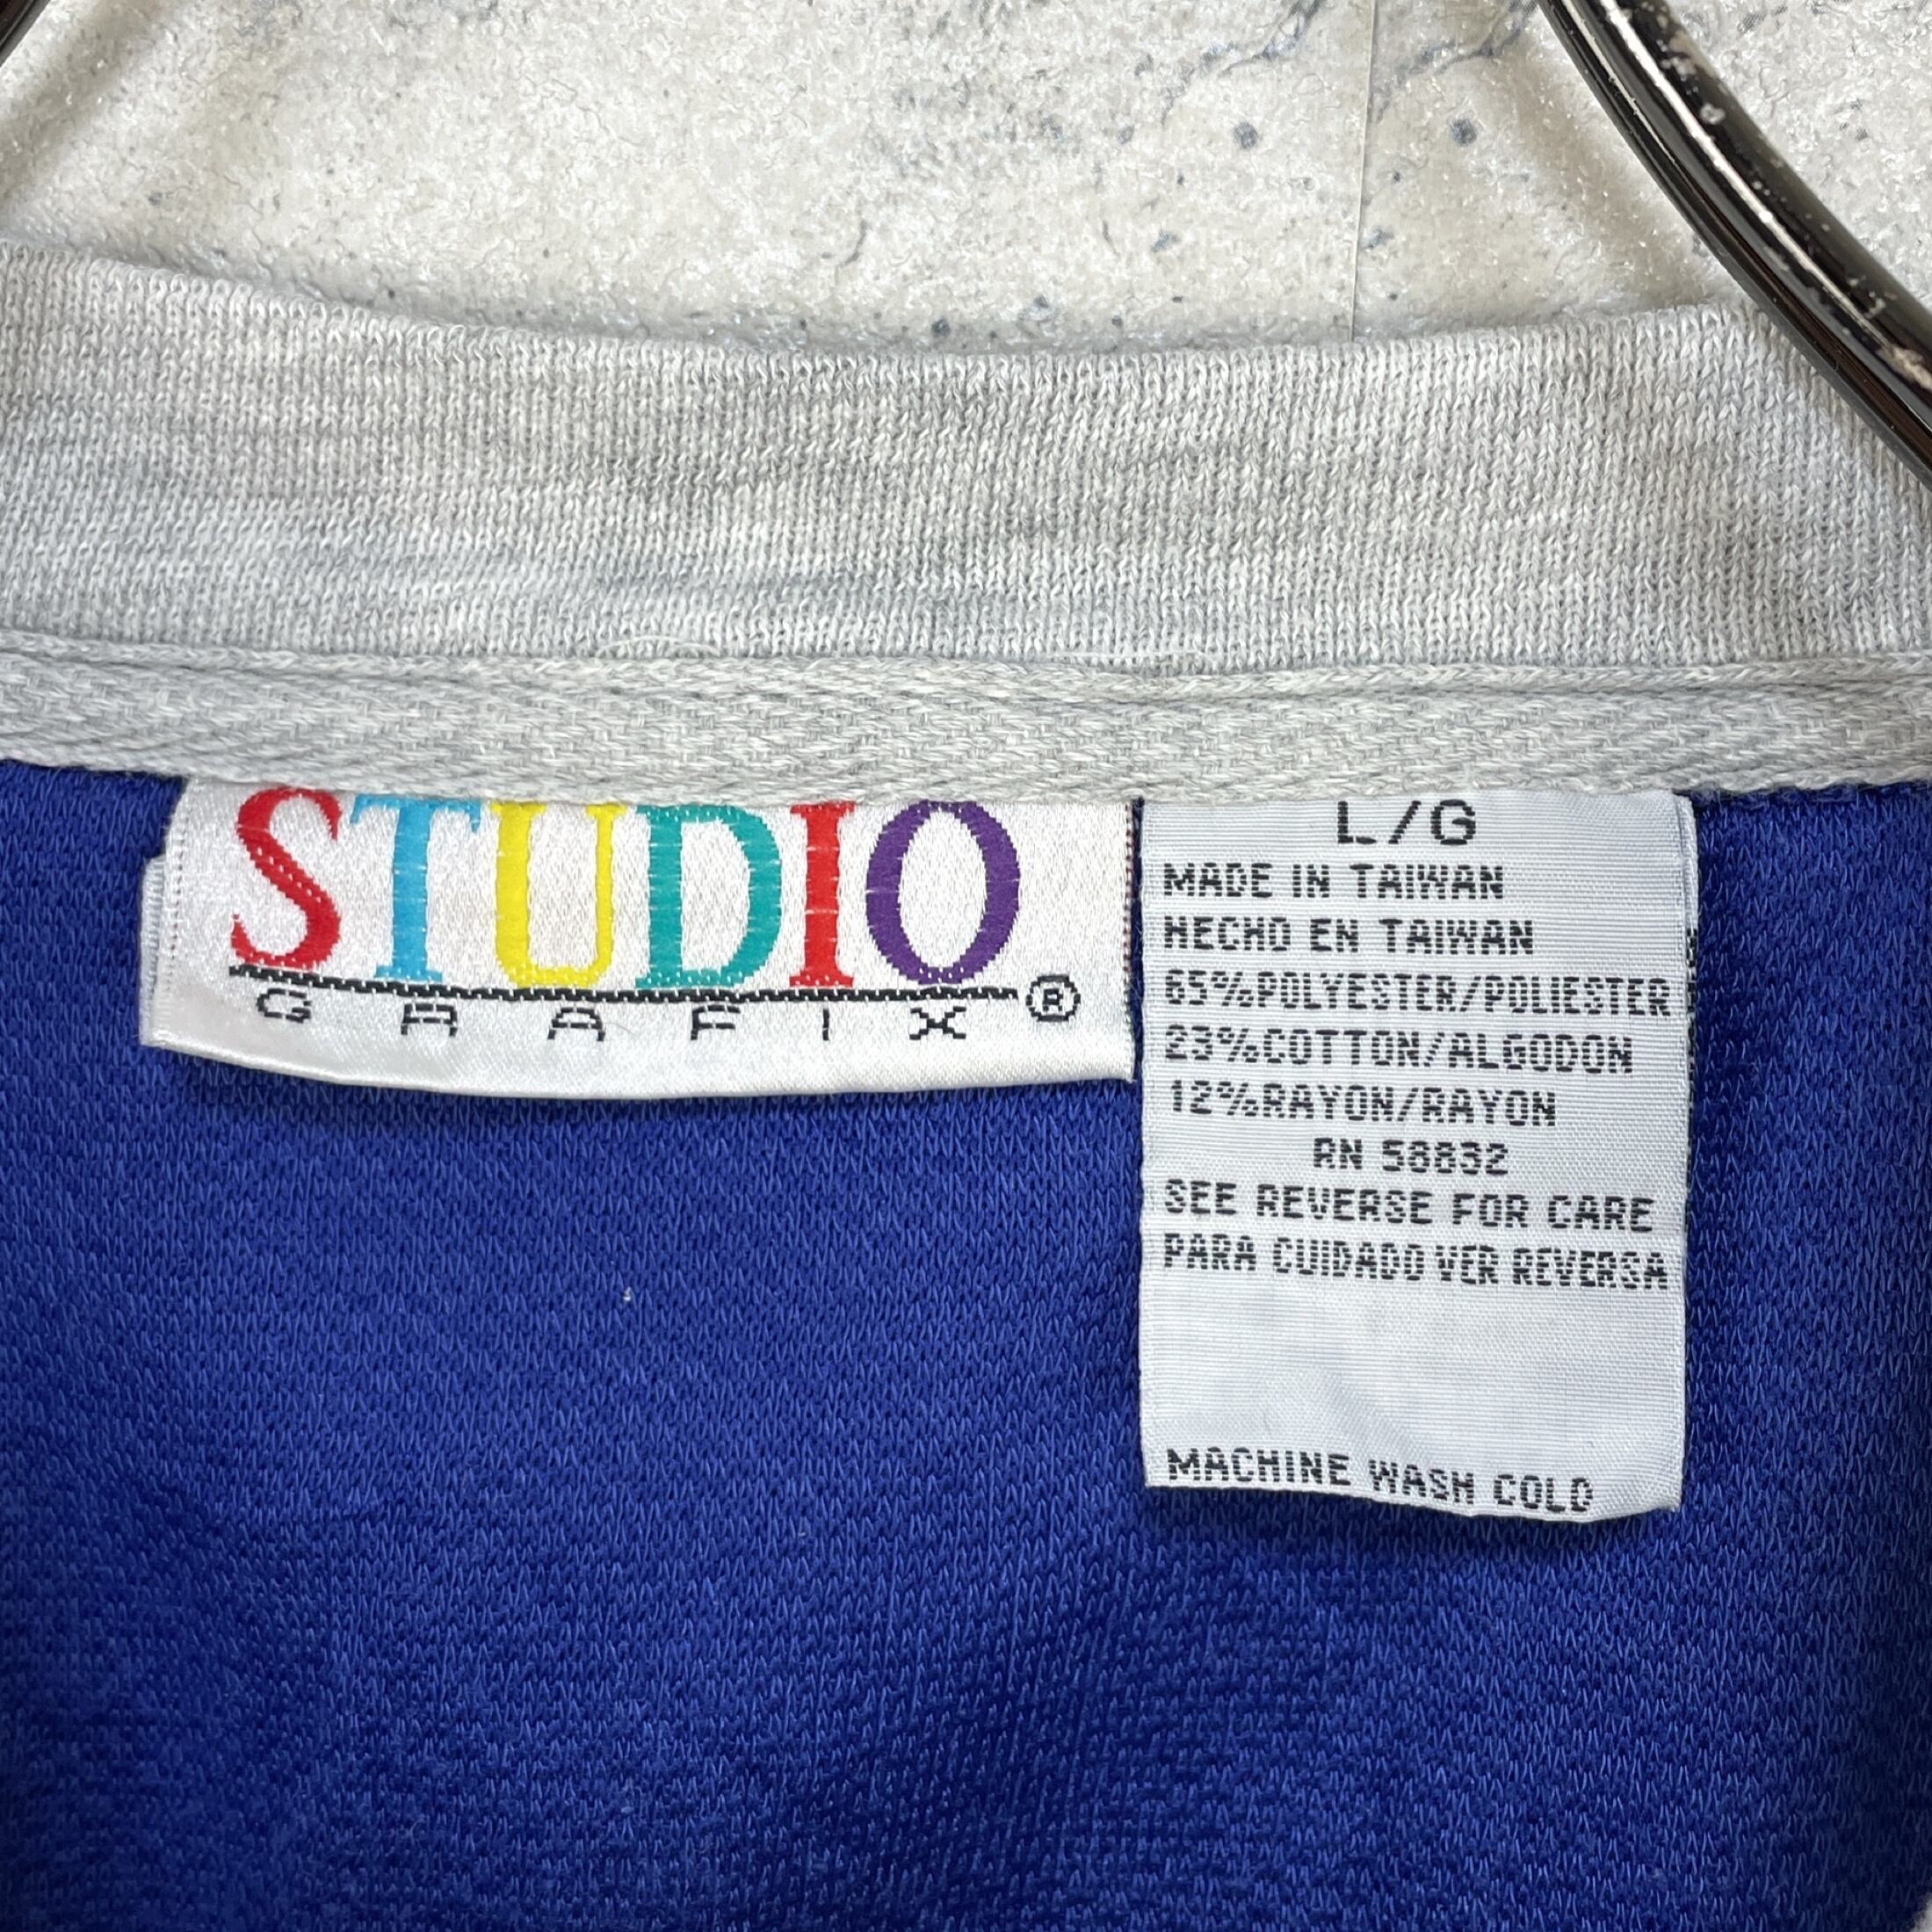 STUDIO
GRAFIX®
L/G
MADE IN TAIWAN
HECHO EN TAIWAN
65%POLYESTER/POLIESTER
23%COTTON/ALGODON
12%RAYON/RAYON
RN 58832
SEE REVERSE FOR CARE
PARA CUIDADO VER REVERSA
MACHINE WASH COLD